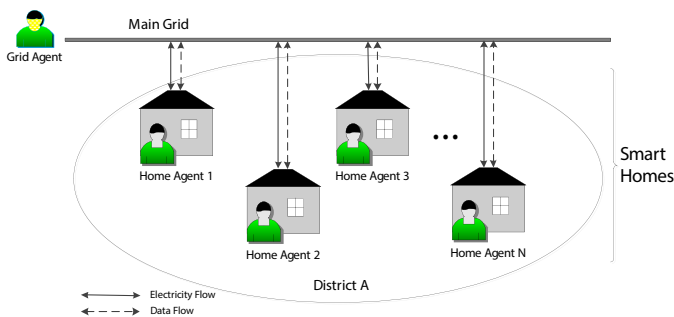 Main Grid
Grid Agent
Home Agent 1
Home Agent 3
Home Agent 2
Home Agent N
Smart
Homes
District A
Electricity Flow
Data Flow